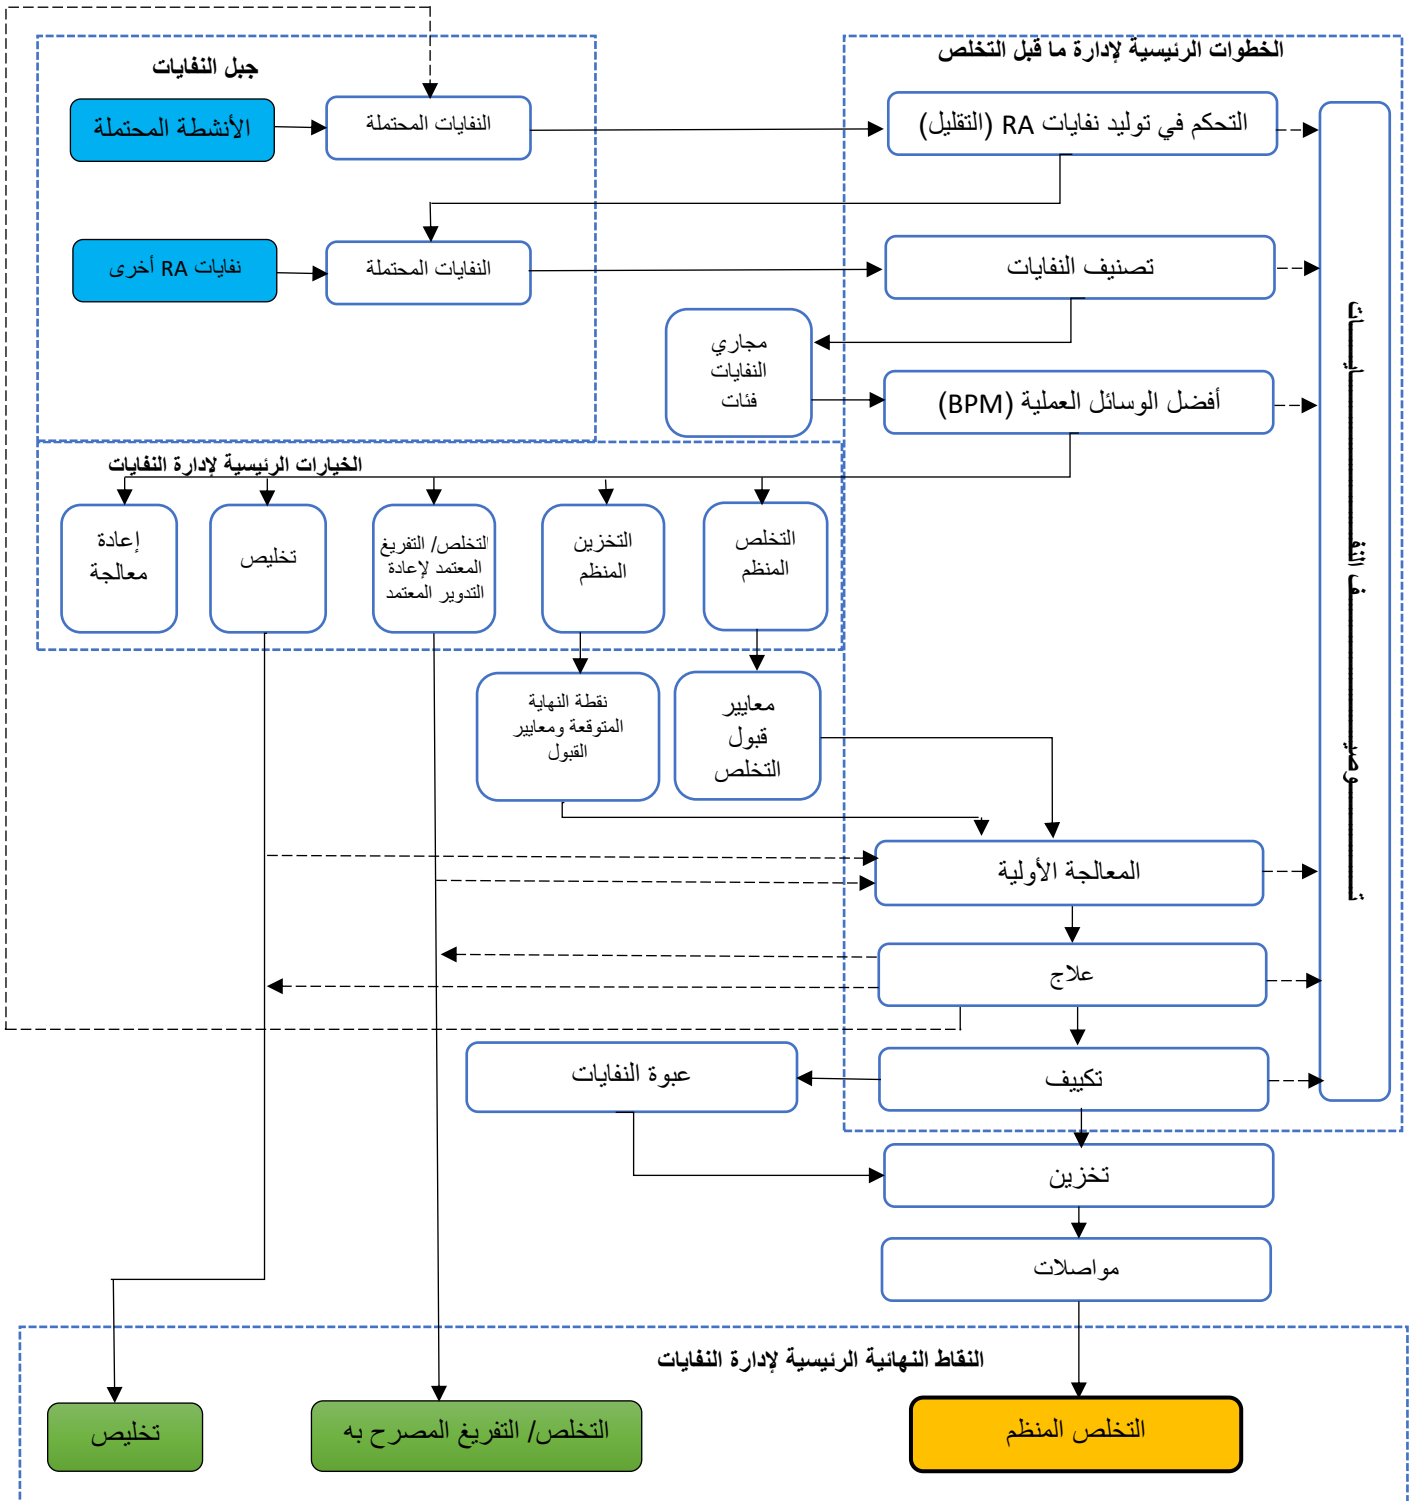 الخطوات الرئيسية لإدارة ما قبل التخلص
جبل النفايات
التحكم في توليد نفايات RA (التقليل)
النفايات المحتملة
الأنشطة المحتملة
تصنيف النفايات
النفايات المحتملة
نفايات RA أخرى
مجاري
النفايات
فئات
أفضل الوسائل العملية (BPM)
تـوصيـف النفـايـات
الخيارات الرئيسية لإدارة النفايات
التخلص
المنظم
التخزين
المنظم
التخلص/ التفريغ
المعتمد لإعادة
التدوير المعتمد
تخليص
إعادة
معالجة
معايير
قبول
التخلص
نقطة النهاية
المتوقعة ومعايير
القبول
المعالجة الأولية
علاج
تكييف
عبوة النفايات
تخزين
مواصلات
النقاط النهائية الرئيسية لإدارة النفايات
التخلص المنظم
التخلص/ التفريغ المصرح به
تخليص